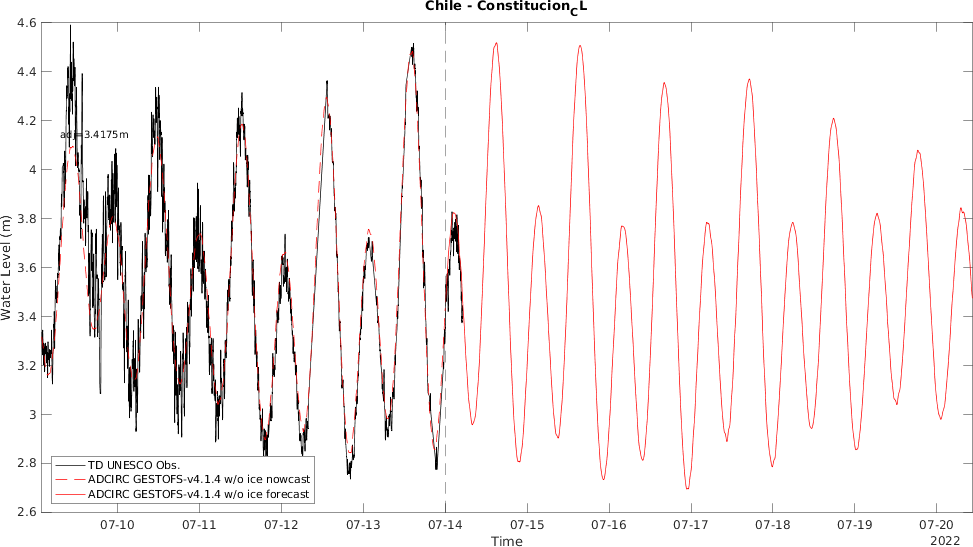 Chile - Constitucion_CL
4.6
4.4
4.2
4
3.8
3.6
3.4
3.2
3
2.8
2.6
Water Level (m)
adj=3.4175m
TD UNESCO Obs.
ADCIRC GESTOFS-v4.1.4 w/o ice nowcast
ADCIRC GESTOFS-v4.1.4 w/o ice forecast
07-10 07-11 07-12 07-13 07-14 07-15 07-16 07-17 07-18 07-19 07-20
Time
2022